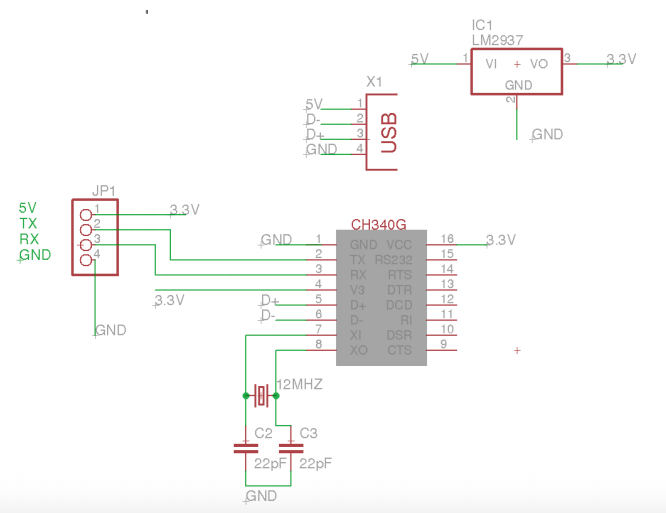 IC1
LM2937
5V 1 VI VO 3 3.3V
GND
2
GND
X1
5V 1
D- 2
D+ 3
GND 4
USB
JP1
5V 1 3.3V
TX 2
RX 3
GND 4
GND
CH340G
GND 1 GND VCC 16 3.3V
2 TX RS232 15
3 RX RTS 14
3.3V 4 V3 DTR 13
D+ 5 D+ DCD 12
D- 6 D- RI 11
7 XI DSR 10
8 XO CTS 9
12MHZ
C2 C3
22pF 22pF
GND